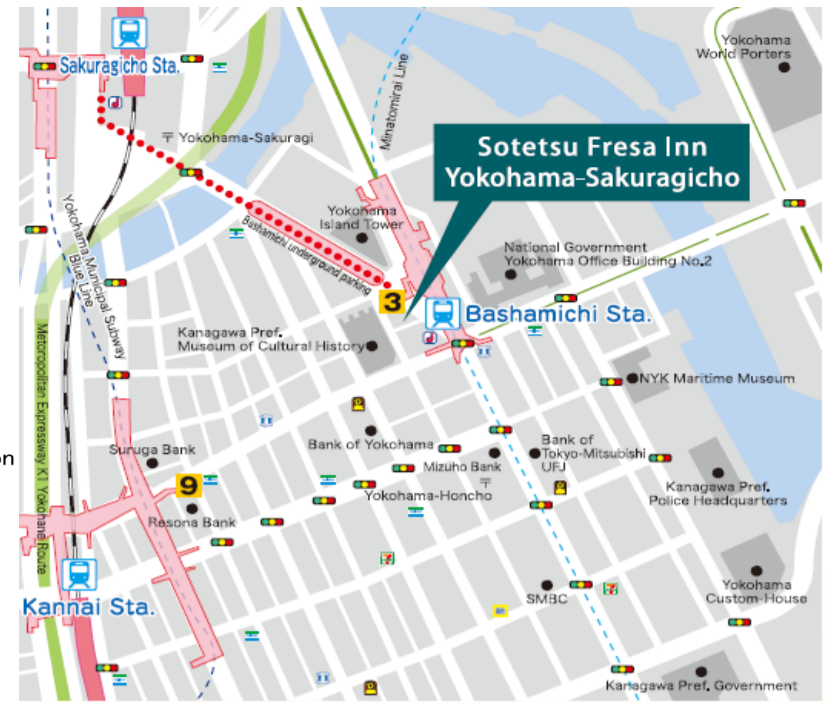 Yokohama
World Porters
Sakuragicho Sta.
Minatomirai Line
〒 Yokohama-Sakuragi
Sotetsu Fresa Inn
Yokohama-Sakuragicho
Yokohama
Island Tower
Bashamichi underground parking
National Government
Yokohama Office Building No.2
Yokohama Municipal Subway
Blue Line
3
Bashamichi Sta.
Kanagawa Pref.
Museum of Cultural History
Metropolitan Expressway K1 Yokohane Route
NYK Maritime Museum
on
Suruga Bank
Bank of Yokohama
Mizuho Bank
Bank of
Tokyo-Mitsubishi
UFJ
9
〒
Yokohama-Honcho
Kanagawa Pref.
Police Headquarters
Resona Bank
Kannai Sta.
SMBC
Yokohama
Custom-House
Kanagawa Pref. Government